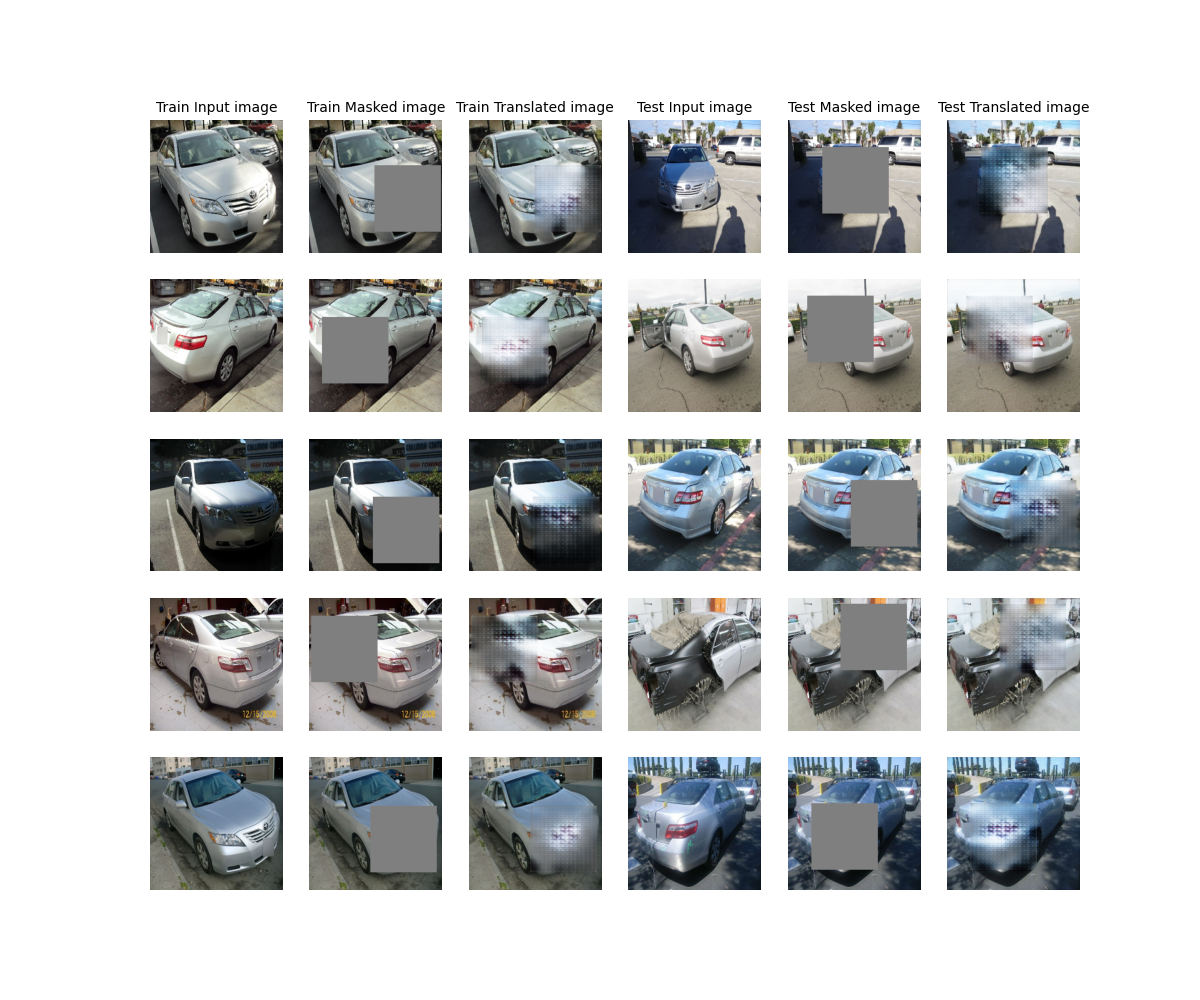 Train Input image
Train Masked image
Train Translated image
Test Input image
Test Masked image
Test Translated image